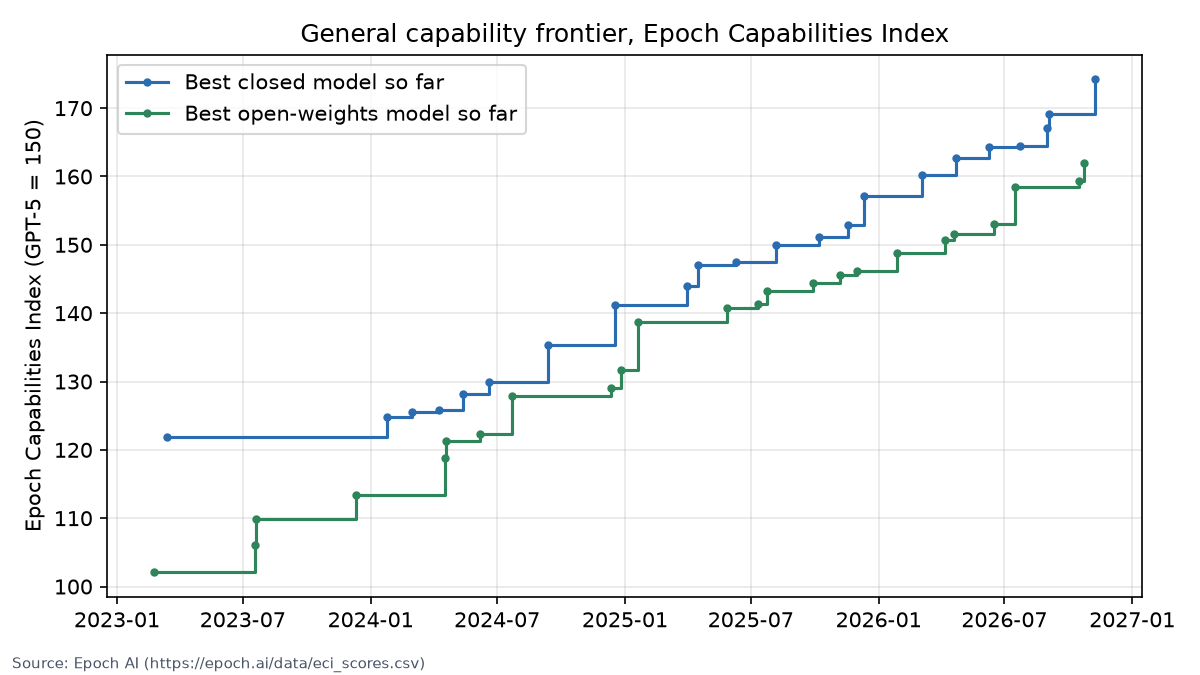 General capability frontier, Epoch Capabilities Index
Best closed model so far
Best open-weights model so far
Epoch Capabilities Index (GPT-5 = 150)
170
160
150
140
130
120
110
100
2023-01 2023-07 2024-01 2024-07 2025-01 2025-07 2026-01 2026-07 2027-01
Source: Epoch AI (https://epoch.ai/data/eci_scores.csv)